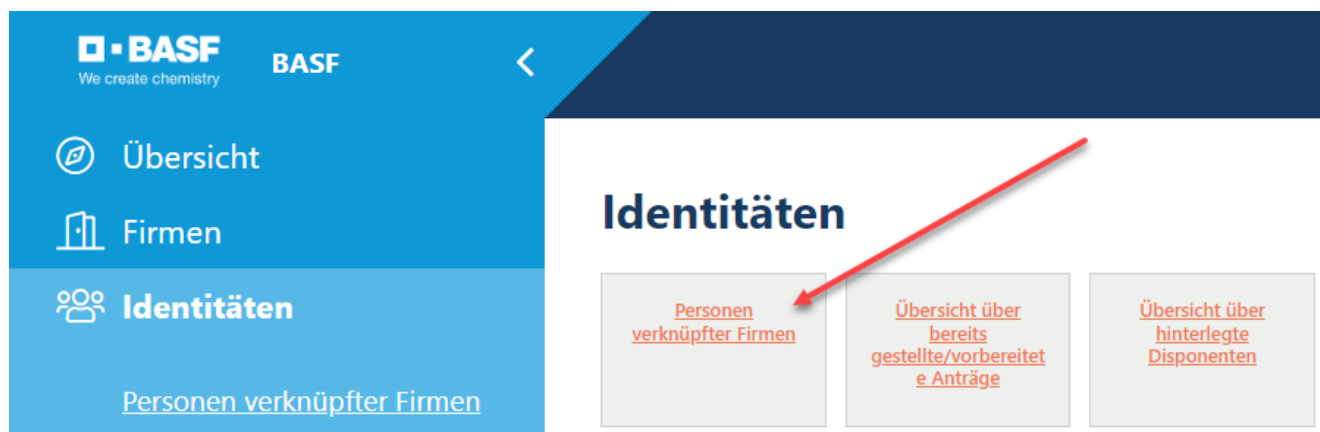 BASF
We create chemistry
BASF
Übersicht
Firmen
Identitäten
Personen verknüpfter Firmen
Identitäten
Personen
verknüpfter Firmen
Übersicht über
bereits
gestellte/vorbereitet
e Anträge
Übersicht über
hinterlegte
Disponenten